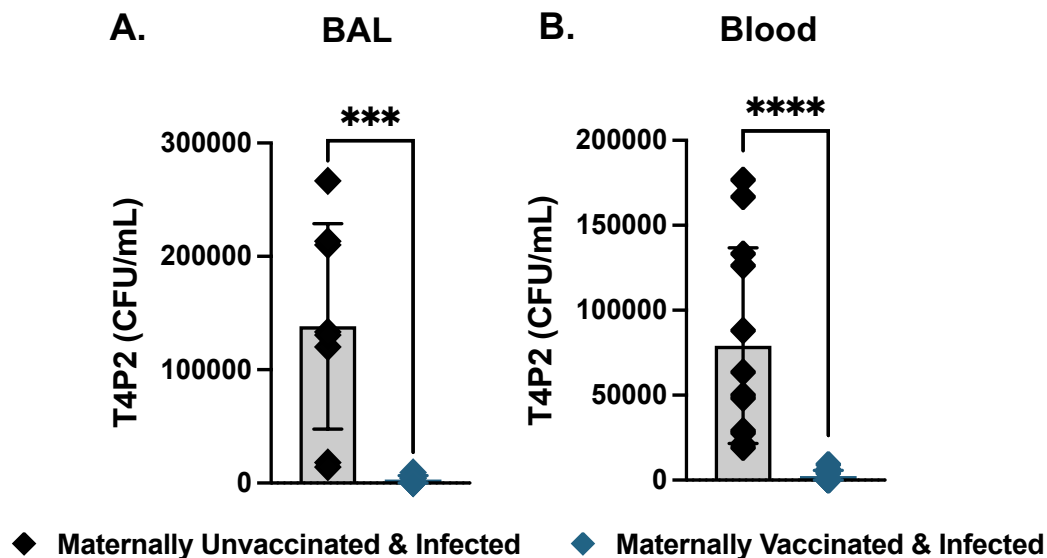 A. BAL
B. Blood
***
****
T4P2 (CFU/mL)
300000
200000
100000
0
T4P2 (CFU/mL)
200000
150000
100000
50000
0
Maternally Unvaccinated & Infected
Maternally Vaccinated & Infected